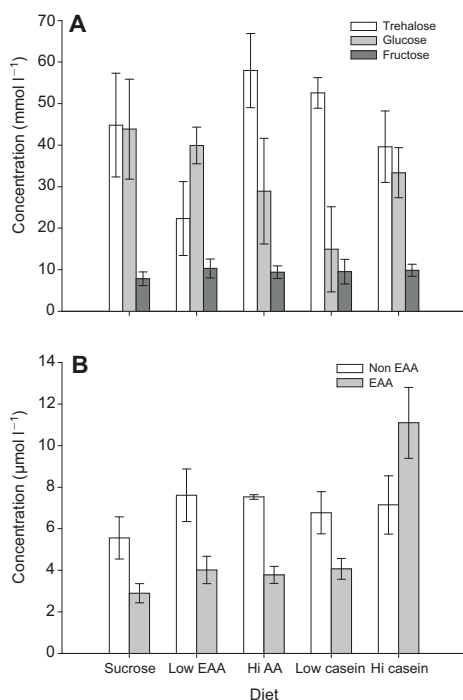 A
Trehalose
Glucose
Fructose
Concentration (mmol l−1)
70
60
50
40
30
20
10
0
B
Non EAA
EAA
Concentration (μmol l−1)
14
12
10
8
6
4
2
0
Sucrose Low EAA Hi AA Low casein Hi casein
Diet